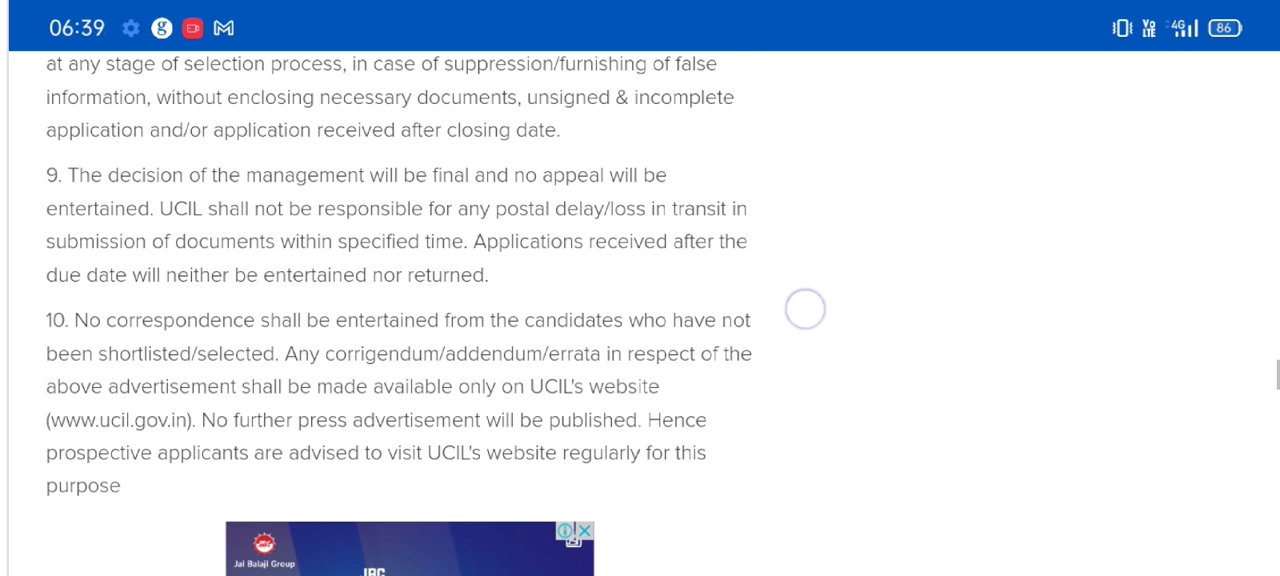 06:39
g
Vo
LTE
4G
86
at any stage of selection process, in case of suppression/furnishing of false
information, without enclosing necessary documents, unsigned & incomplete
application and/or application received after closing date.
9. The decision of the management will be final and no appeal will be
entertained. UCIL shall not be responsible for any postal delay/loss in transit in
submission of documents within specified time. Applications received after the
due date will neither be entertained nor returned.
10. No correspondence shall be entertained from the candidates who have not
been shortlisted/selected. Any corrigendum/addendum/errata in respect of the
above advertisement shall be made available only on UCIL's website
(www.ucil.gov.in). No further press advertisement will be published. Hence
prospective applicants are advised to visit UCIL's website regularly for this
purpose
Jai Balaji Group